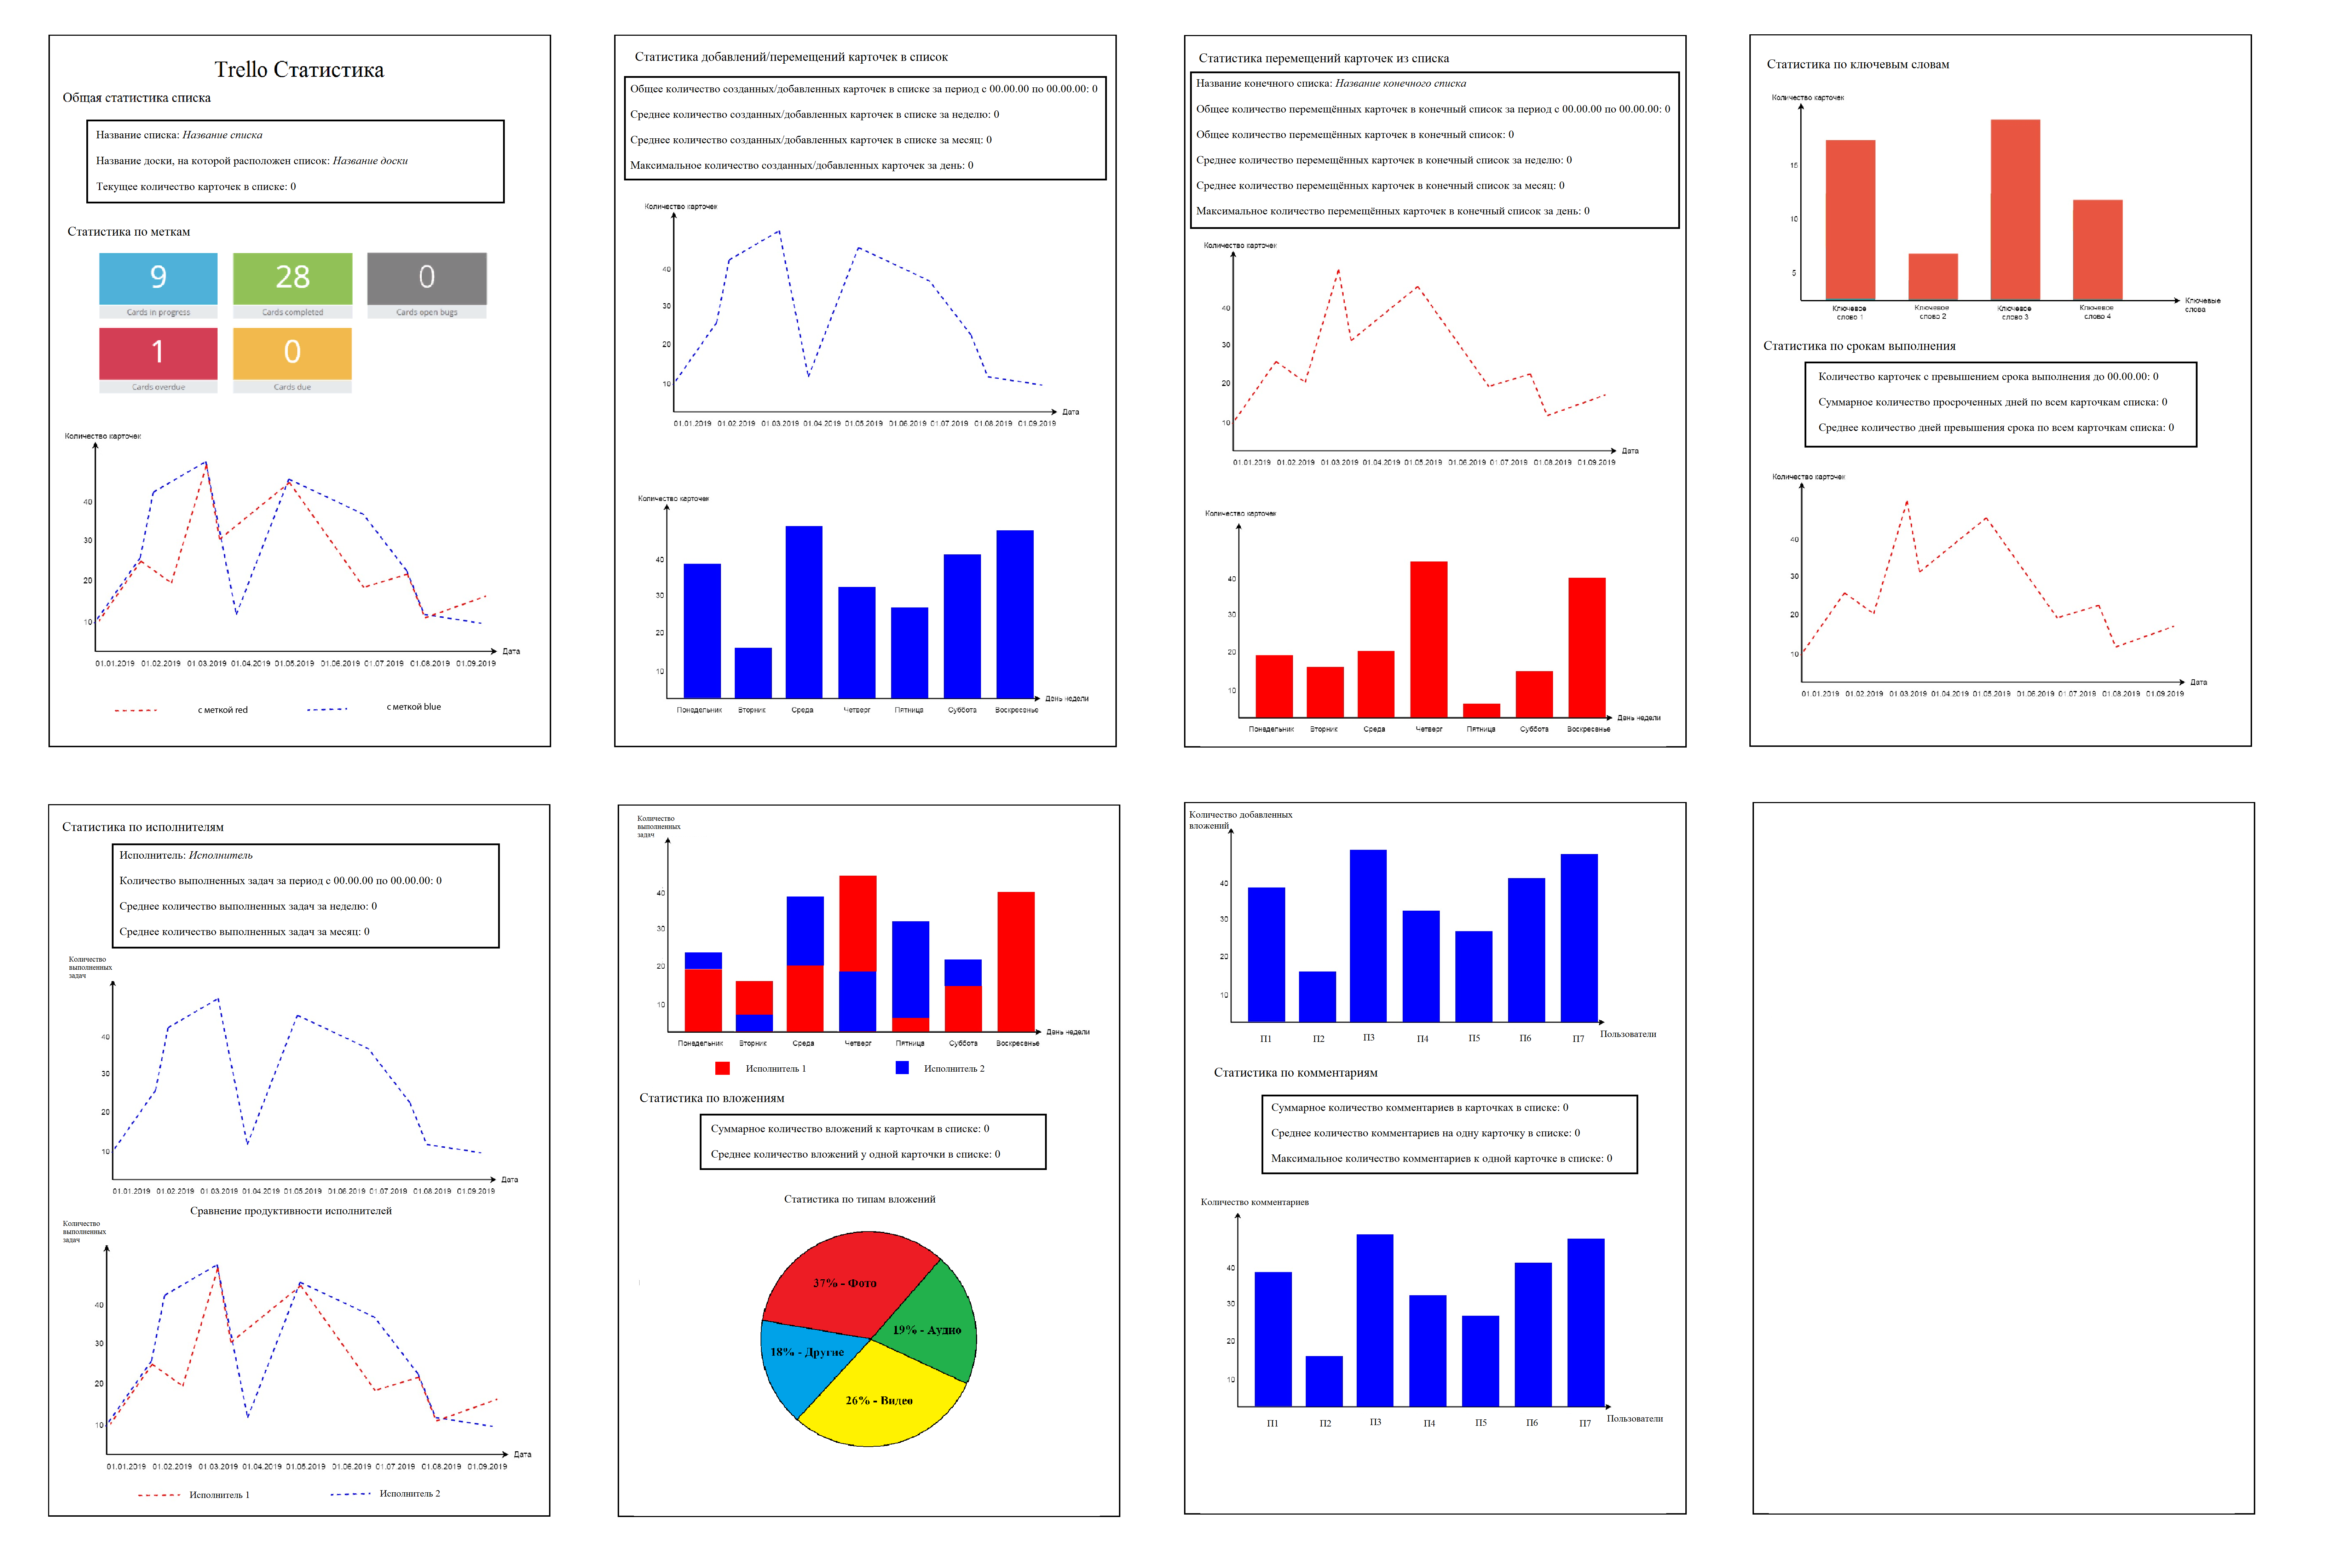 Trello Статистика
Общая статистика списка
Название списка: Название списка
Название доски, на которой расположен список: Название доски
Текущее количество карточек в списке: 0
Статистика по меткам
9
28
0
Cards in progress
Cards completed
Cards open bugs
1
0
Cards overdue
Cards due
Количество карточек
40
30
20
10
Дата
01.01.2019 01.02.2019 01.03.2019 01.04.2019 01.05.2019 01.06.2019 01.07.2019 01.08.2019 01.09.2019
с меткой red
с меткой blue
Статистика добавлений/перемещений карточек в список
Общее количество созданных/добавленных карточек в списке за период с 00.00.00 по 00.00.00: 0
Среднее количество созданных/добавленных карточек в списке за неделю: 0
Среднее количество созданных/добавленных карточек в списке за месяц: 0
Максимальное количество созданных/добавленных карточек за день: 0
Количество карточек
40
30
20
10
Дата
01.01.2019 01.02.2019 01.03.2019 01.04.2019 01.05.2019 01.06.2019 01.07.2019 01.08.2019 01.09.2019
Количество карточек
40
30
20
10
День недели
Понедельник Вторник Среда Четверг Пятница Суббота Воскресенье
Статистика перемещений карточек из списка
Название конечного списка: Название конечного списка
Общее количество перемещённых карточек в конечный список за период с 00.00.00 по 00.00.00: 0
Общее количество перемещённых карточек в конечный список: 0
Среднее количество перемещённых карточек в конечный список за неделю: 0
Среднее количество перемещённых карточек в конечный список за месяц: 0
Максимальное количество перемещённых карточек в конечный список за день: 0
Количество карточек
40
30
20
10
Дата
01.01.2019 01.02.2019 01.03.2019 01.04.2019 01.05.2019 01.06.2019 01.07.2019 01.08.2019 01.09.2019
Количество карточек
40
30
20
10
День недели
Понедельник Вторник Среда Четверг Пятница Суббота Воскресенье
Статистика по ключевым словам
Количество карточек
15
10
5
Ключевое слово 1
Ключевое слово 2
Ключевое слово 3
Ключевое слово 4
Ключевые слова
Статистика по срокам выполнения
Количество карточек с превышением срока выполнения до 00.00.00: 0
Суммарное количество просроченных дней по всем карточкам списка: 0
Среднее количество дней превышения срока по всем карточкам списка: 0
Количество карточек
40
30
20
10
Дата
01.01.2019 01.02.2019 01.03.2019 01.04.2019 01.05.2019 01.06.2019 01.07.2019 01.08.2019 01.09.2019
Статистика по исполнителям
Исполнитель: Исполнитель
Количество выполненных задач за период с 00.00.00 по 00.00.00: 0
Среднее количество выполненных задач за неделю: 0
Среднее количество выполненных задач за месяц: 0
Количество
выполненных
задач
40
30
20
10
Дата
01.01.2019 01.02.2019 01.03.2019 01.04.2019 01.05.2019 01.06.2019 01.07.2019 01.08.2019 01.09.2019
Сравнение продуктивности исполнителей
Количество
выполненных
задач
40
30
20
10
Дата
01.01.2019 01.02.2019 01.03.2019 01.04.2019 01.05.2019 01.06.2019 01.07.2019 01.08.2019 01.09.2019
Исполнитель 1
Исполнитель 2
Количество
выполненных
задач
40
30
20
10
День недели
Понедельник Вторник Среда Четверг Пятница Суббота Воскресенье
Исполнитель 1
Исполнитель 2
Статистика по вложениям
Суммарное количество вложений к карточкам в списке: 0
Среднее количество вложений у одной карточки в списке: 0
Статистика по типам вложений
37% - Фото
19% - Аудио
18% - Другие
26% - Видео
Количество добавленных
вложений
40
30
20
10
П1 П2 П3 П4 П5 П6 П7
Пользователи
Статистика по комментариям
Суммарное количество комментариев в карточках в списке: 0
Среднее количество комментариев на одну карточку в списке: 0
Максимальное количество комментариев к одной карточке в списке: 0
Количество комментариев
40
30
20
10
П1 П2 П3 П4 П5 П6 П7
Пользователи